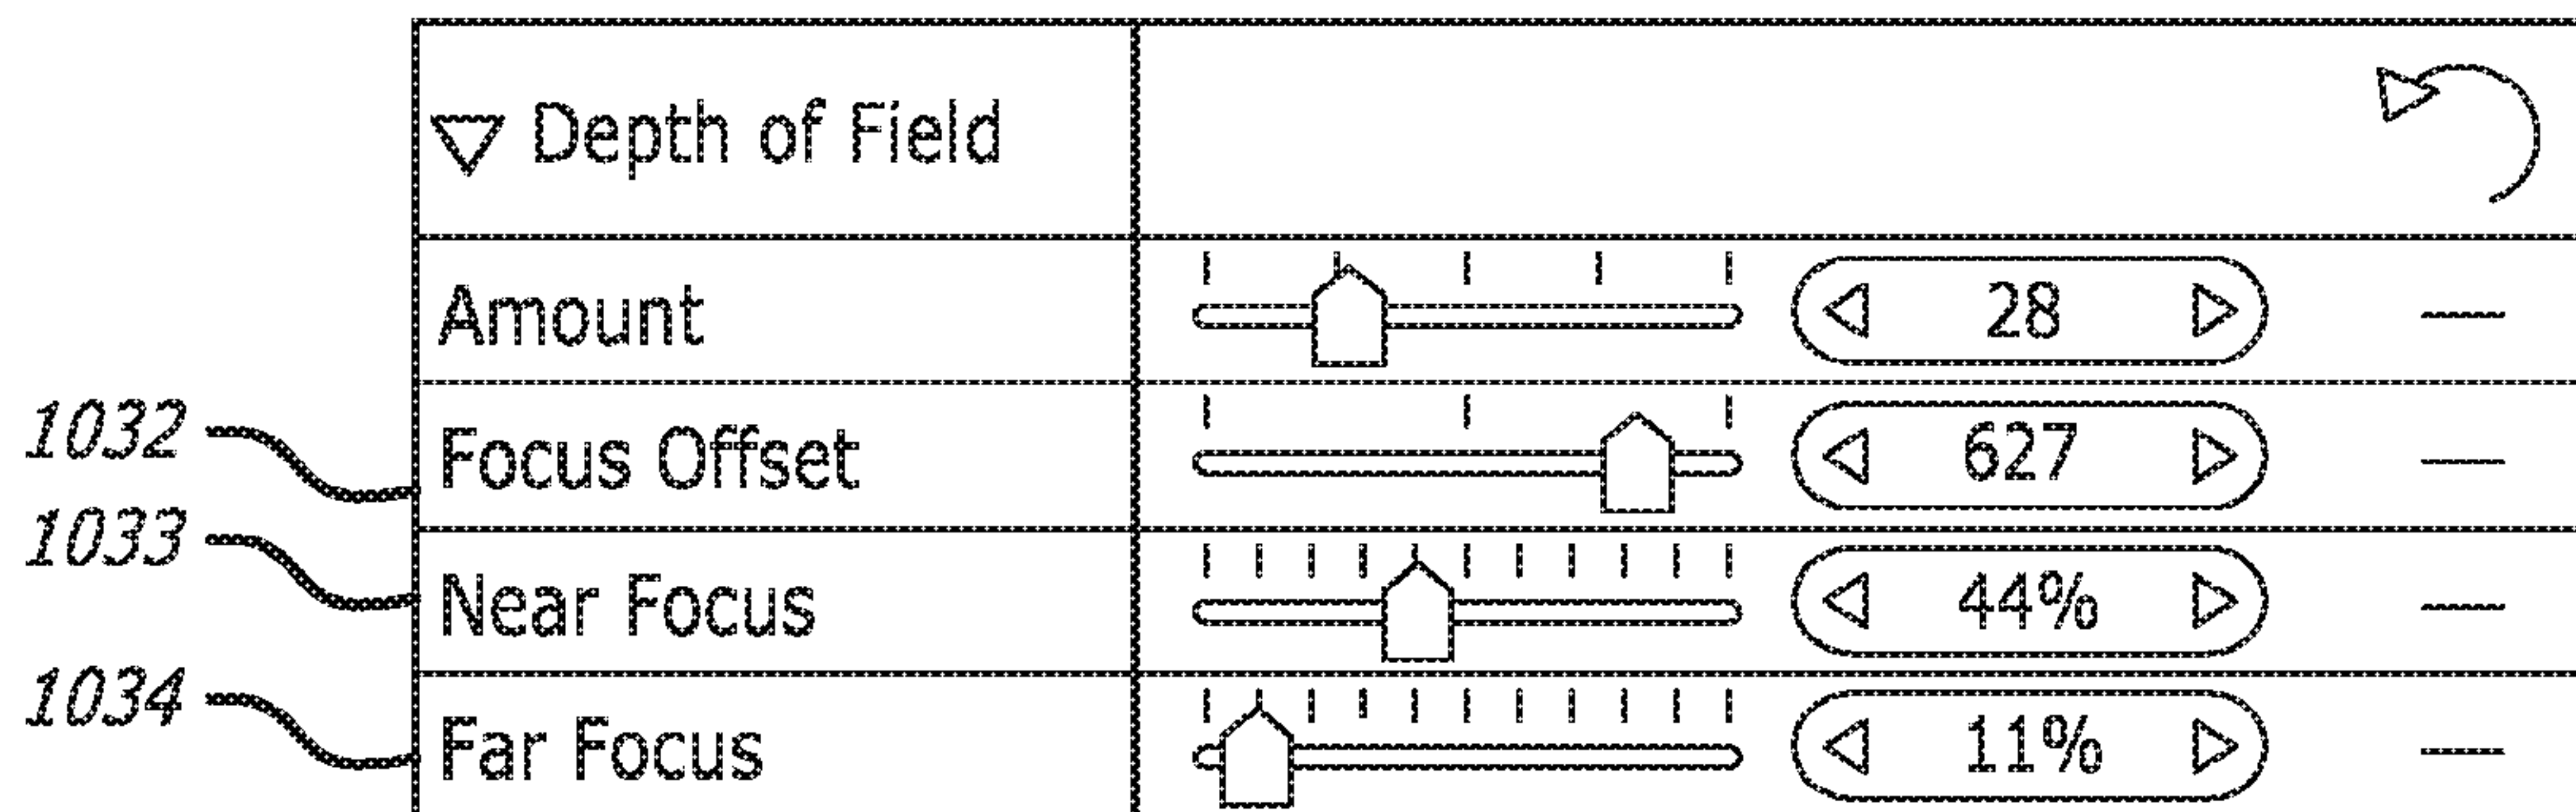 Depth of Field
Amount 28
1032 Focus Offset 627
1033 Near Focus 44%
1034 Far Focus 11%